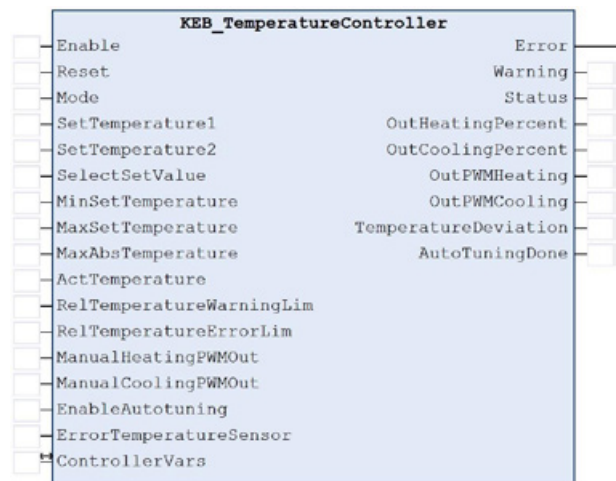 KEB_TemperatureController
Enable Error
Reset Warning
Mode Status
SetTemperature1 OutHeatingPercent
SetTemperature2 OutCoolingPercent
SelectSetValue OutPWMHeating
MinSetTemperature OutPWMCooling
MaxSetTemperature TemperatureDeviation
MaxAbsTemperature AutoTuningDone
ActTemperature
RelTemperatureWarningLim
RelTemperatureErrorLim
ManualHeatingPWMOut
ManualCoolingPWMOut
EnableAutotuning
ErrorTemperatureSensor
ControllerVars